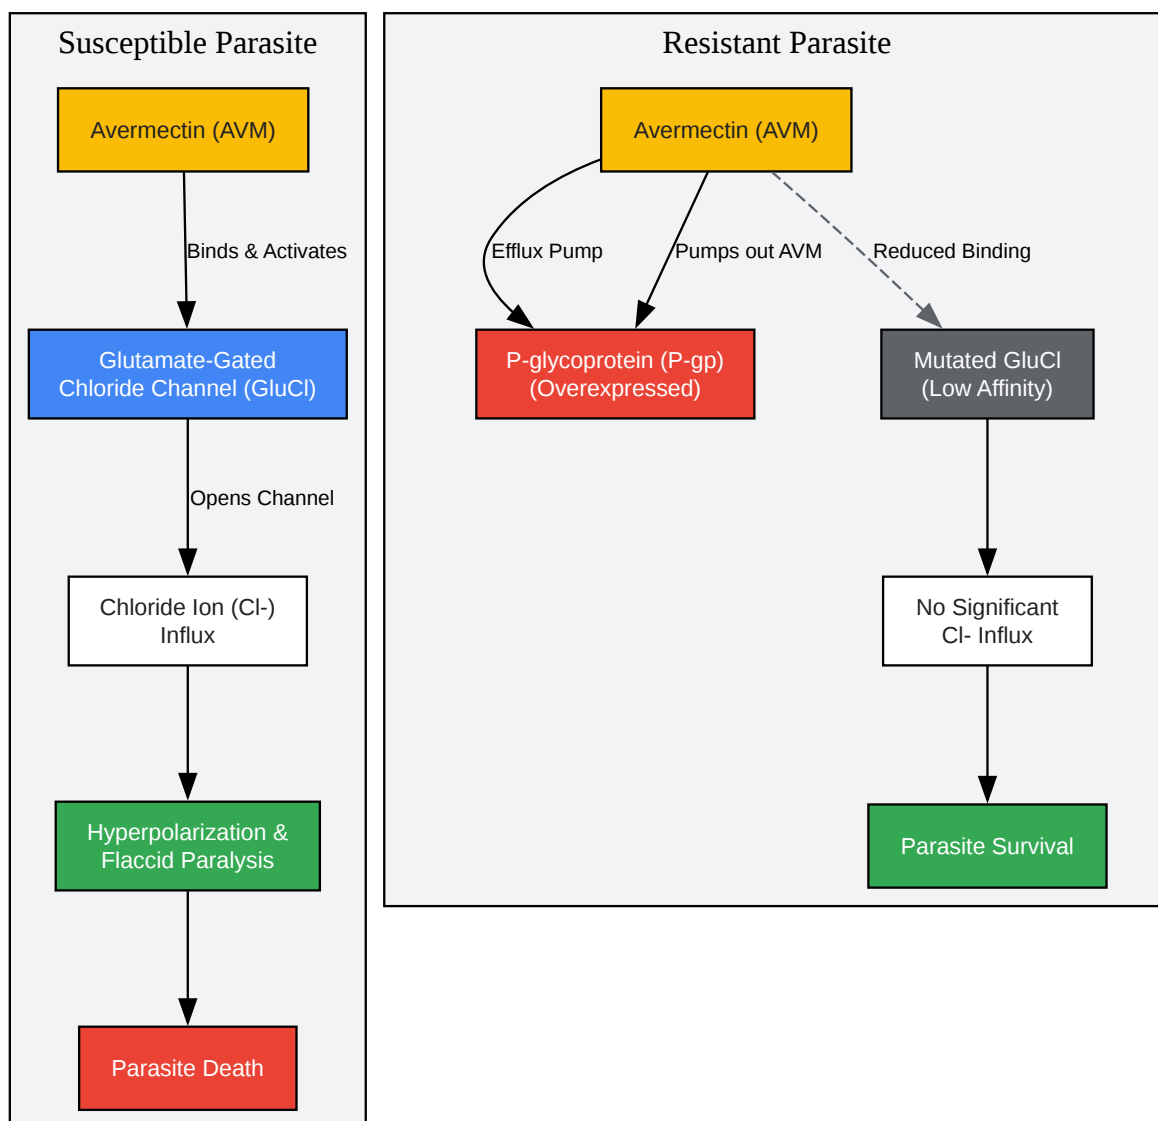 Susceptible Parasite
Avermectin (AVM)
Binds & Activates
Glutamate-Gated
Chloride Channel (GluCl)
Opens Channel
Chloride Ion (Cl-)
Influx
Hyperpolarization &
Flaccid Paralysis
Parasite Death
Resistant Parasite
Avermectin (AVM)
Efflux Pump
Pumps out AVM
Reduced Binding
P-glycoprotein (P-gp)
(Overexpressed)
Mutated GluCl
(Low Affinity)
No Significant
Cl- Influx
Parasite Survival